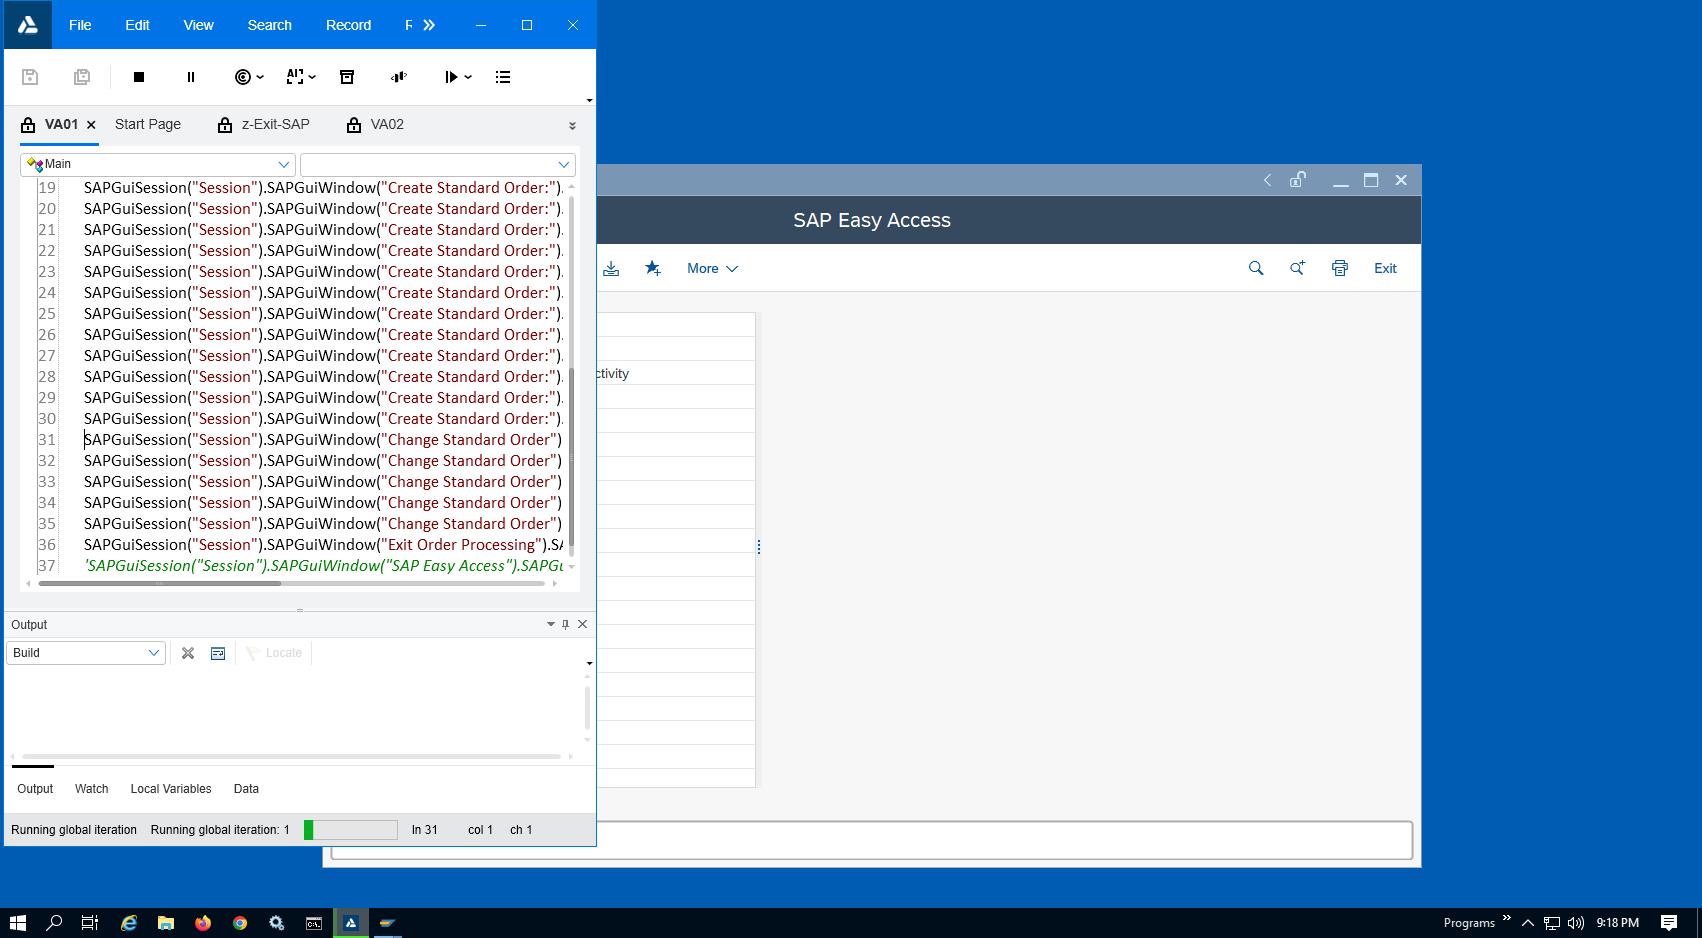 File Edit View Search Record R
VA01 Start Page z-Exit-SAP VA02
Main
19 SAPGuiSession("Session").SAPGuiWindow("Create Standard Order:").
20 SAPGuiSession("Session").SAPGuiWindow("Create Standard Order:").
21 SAPGuiSession("Session").SAPGuiWindow("Create Standard Order:").
22 SAPGuiSession("Session").SAPGuiWindow("Create Standard Order:").
23 SAPGuiSession("Session").SAPGuiWindow("Create Standard Order:").
24 SAPGuiSession("Session").SAPGuiWindow("Create Standard Order:").
25 SAPGuiSession("Session").SAPGuiWindow("Create Standard Order:").
26 SAPGuiSession("Session").SAPGuiWindow("Create Standard Order:").
27 SAPGuiSession("Session").SAPGuiWindow("Create Standard Order:").
28 SAPGuiSession("Session").SAPGuiWindow("Create Standard Order:").
29 SAPGuiSession("Session").SAPGuiWindow("Create Standard Order:").
30 SAPGuiSession("Session").SAPGuiWindow("Create Standard Order:").
31 SAPGuiSession("Session").SAPGuiWindow("Change Standard Order")
32 SAPGuiSession("Session").SAPGuiWindow("Change Standard Order")
33 SAPGuiSession("Session").SAPGuiWindow("Change Standard Order")
34 SAPGuiSession("Session").SAPGuiWindow("Change Standard Order")
35 SAPGuiSession("Session").SAPGuiWindow("Change Standard Order")
36 SAPGuiSession("Session").SAPGuiWindow("Exit Order Processing").SA
37 'SAPGuiSession("Session").SAPGuiWindow("SAP Easy Access").SAPGu
Output
Build Locate
Output Watch Local Variables Data
Running global iteration Running global iteration: 1 ln 31 col 1 ch 1
SAP Easy Access
More Exit
ctivity
Programs 9:18 PM